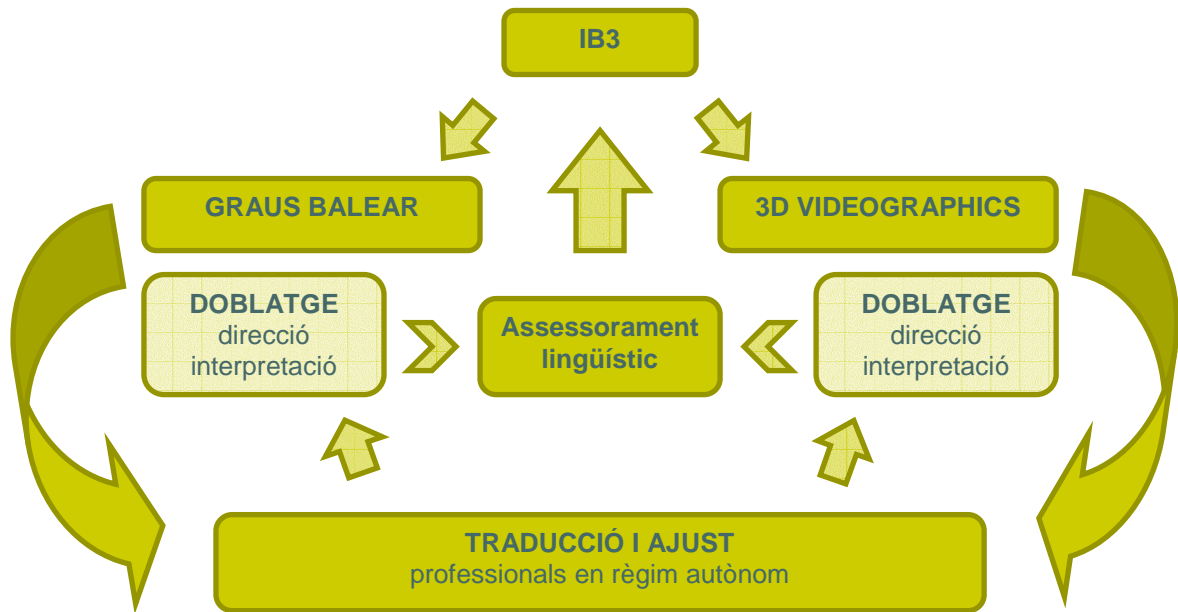 IB3
GRAUS BALEAR
3D VIDEOGRAPHICS
DOBLATGE
direcció
interpretació
Assessorament
lingüístic
DOBLATGE
direcció
interpretació
TRADUCCIÓ I AJUST
professionals en règim autònom